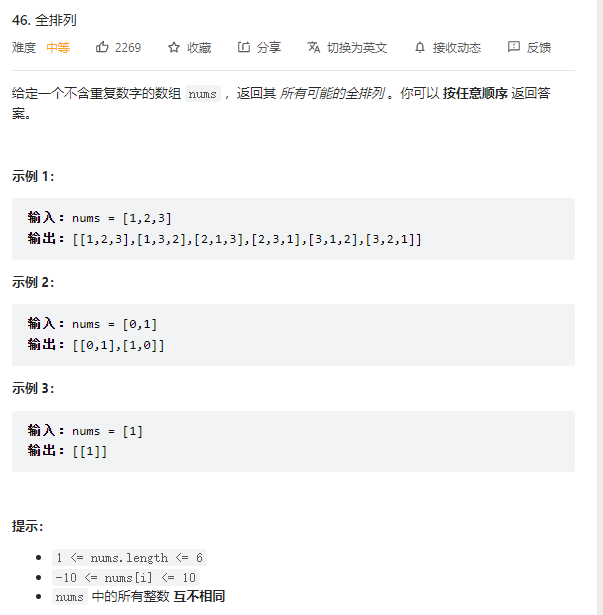 46. 全排列
难度 中等 2269 收藏 分享 切换为英文 接收动态 反馈
给定一个不含重复数字的数组 nums ，返回其 所有可能的全排列 。你可以 按任意顺序 返回答
案。
示例 1：
输入：nums = [1,2,3]
输出：[[1,2,3],[1,3,2],[2,1,3],[2,3,1],[3,1,2],[3,2,1]]
示例 2：
输入：nums = [0,1]
输出：[[0,1],[1,0]]
示例 3：
输入：nums = [1]
输出：[[1]]
提示：
• 1 <= nums.length <= 6
• -10 <= nums[i] <= 10
• nums 中的所有整数 互不相同